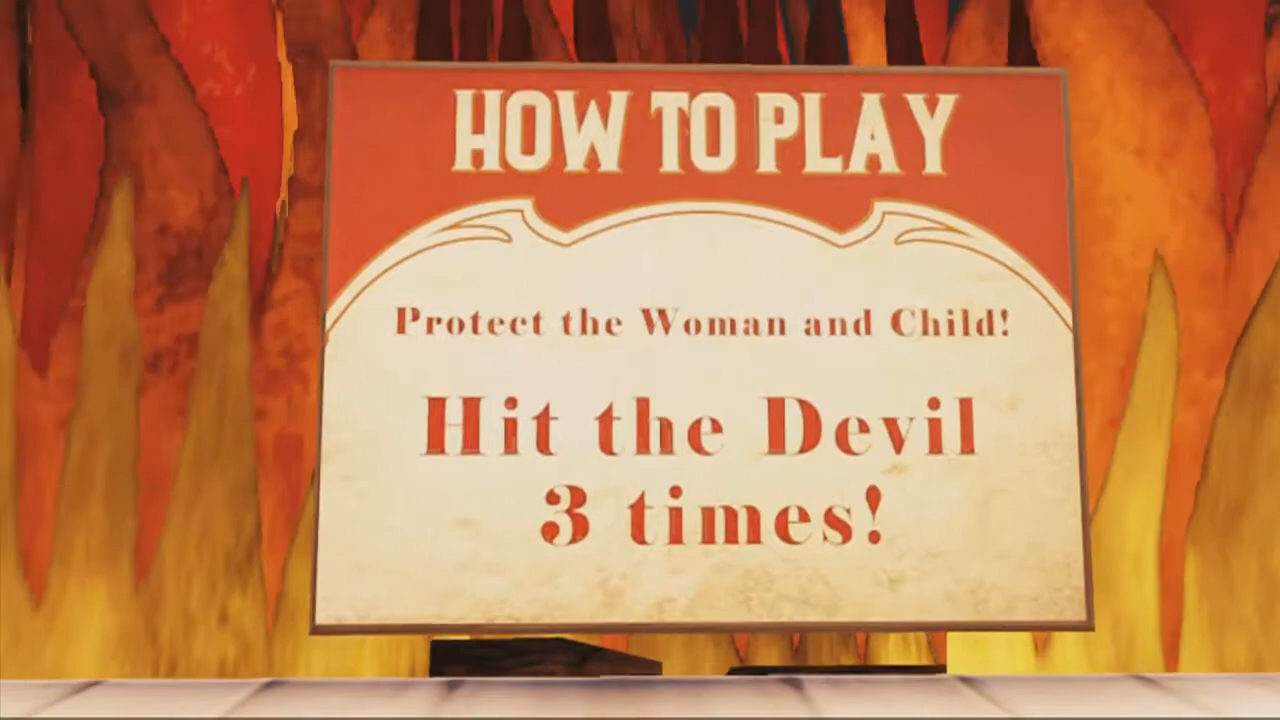 HOW TO PLAY
Protect the Woman and Child!
Hit the Devil
3 times!